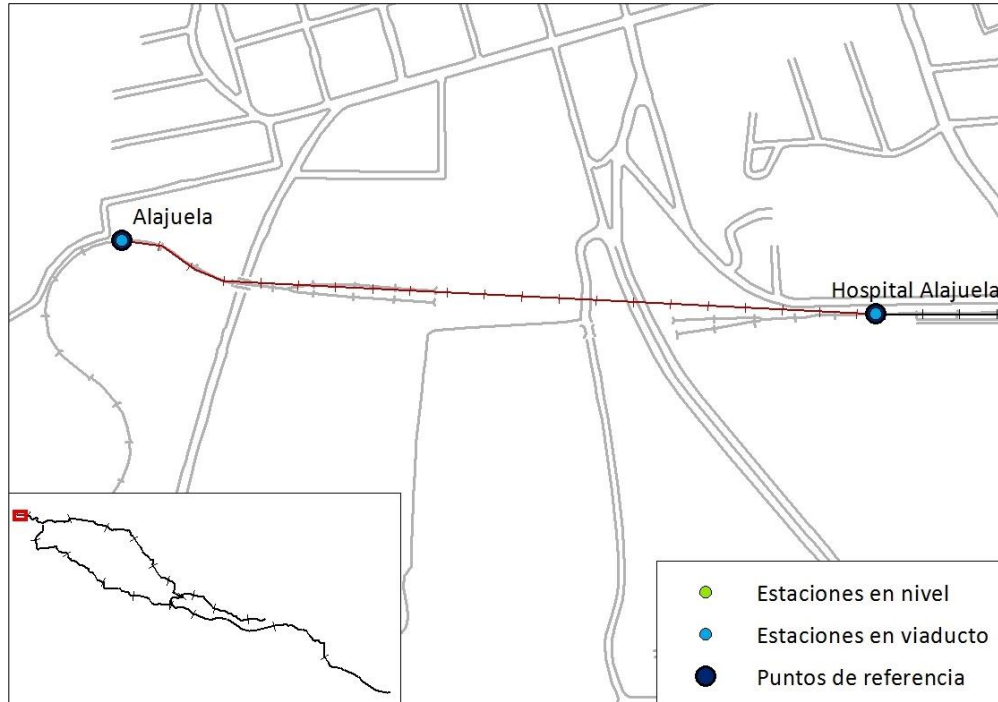 Alajuela
Hospital Alajuela
Estaciones en nivel
Estaciones en viaducto
Puntos de referencia